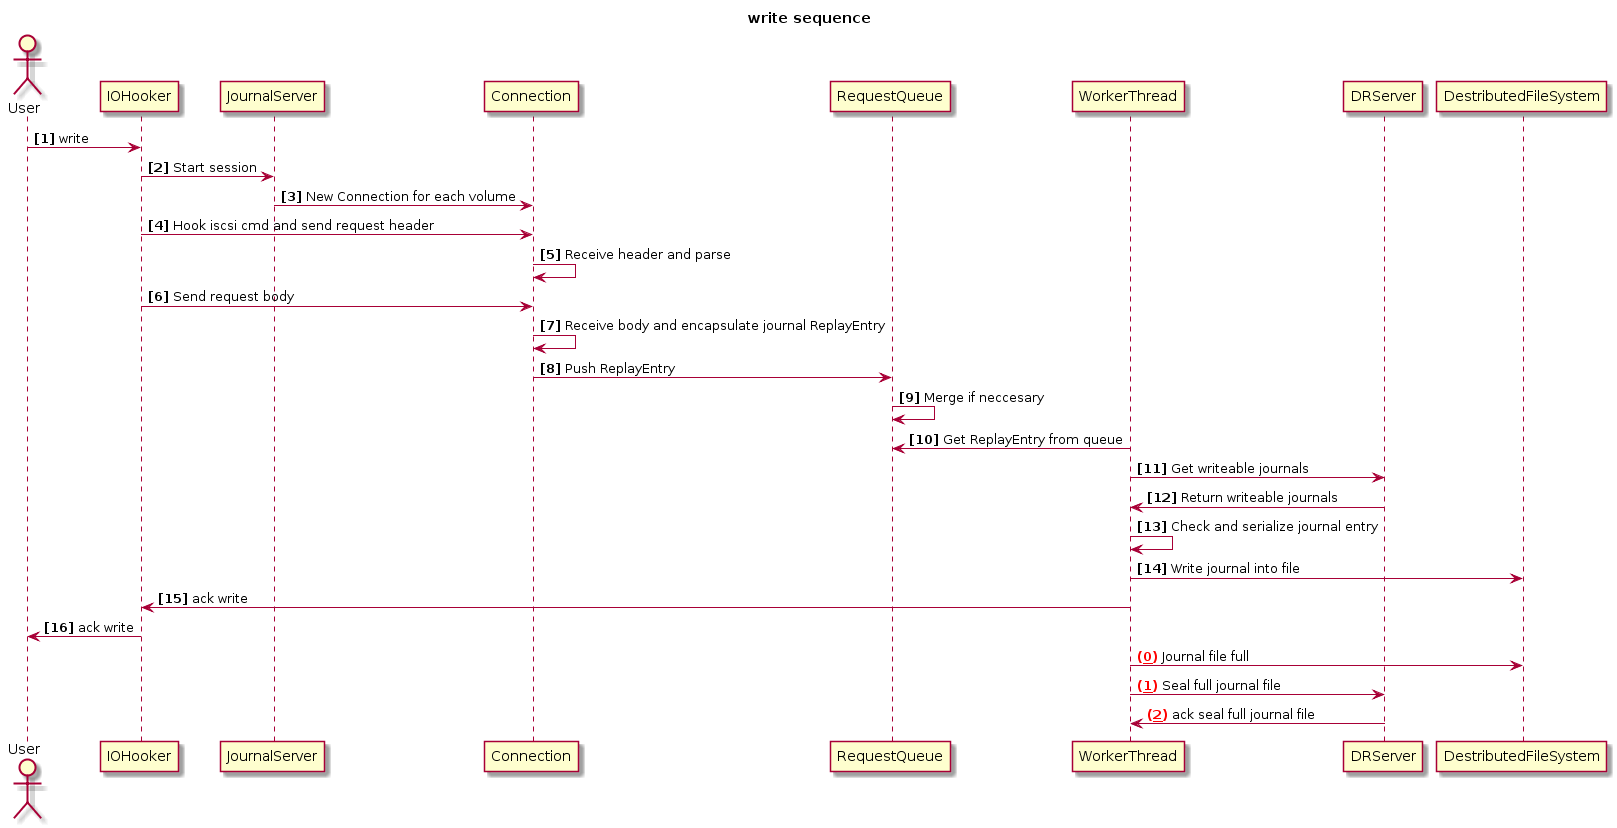 write sequence
User
IOHooker
JournalServer
Connection
RequestQueue
WorkerThread
DRServer
DestributedFileSystem
[1] write
[2] Start session
[3] New Connection for each volume
[4] Hook iscsi cmd and send request header
[5] Receive header and parse
[6] Send request body
[7] Receive body and encapsulate journal ReplayEntry
[8] Push ReplayEntry
[9] Merge if neccesary
[10] Get ReplayEntry from queue
[11] Get writeable journals
[12] Return writeable journals
[13] Check and serialize journal entry
[14] Write journal into file
[15] ack write
[16] ack write
(0) Journal file full
(1) Seal full journal file
(2) ack seal full journal file
User
IOHooker
JournalServer
Connection
RequestQueue
WorkerThread
DRServer
DestributedFileSystem